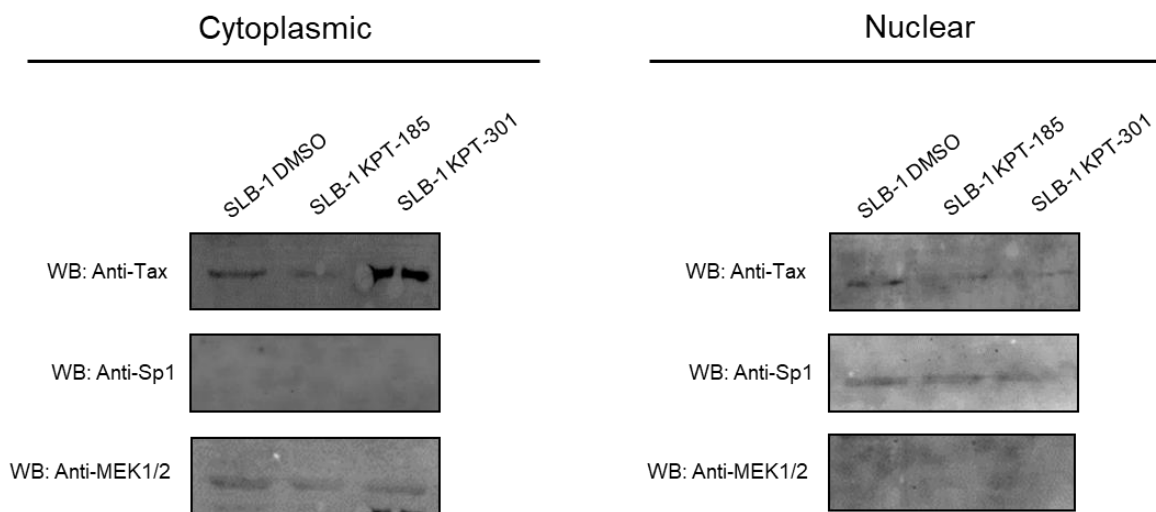 Cytoplasmic
SLB-1 DMSO
SLB-1 KPT-185
SLB-1 KPT-301
WB: Anti-Tax
WB: Anti-Sp1
WB: Anti-MEK1/2
Nuclear
SLB-1 DMSO
SLB-1 KPT-185
SLB-1 KPT-301
WB: Anti-Tax
WB: Anti-Sp1
WB: Anti-MEK1/2